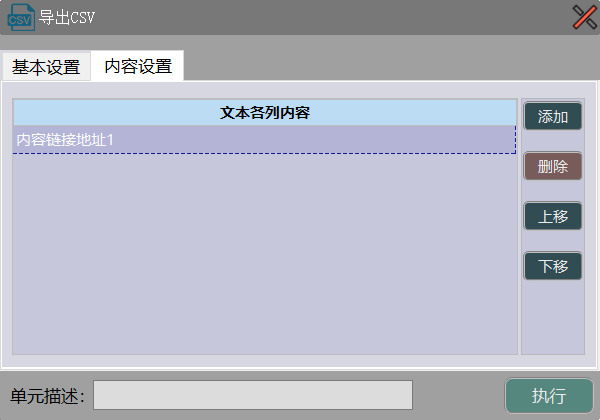 CSV 导出CSV
基本设置 内容设置
文本各列内容
内容链接地址1
添加
删除
上移
下移
单元描述：
执行